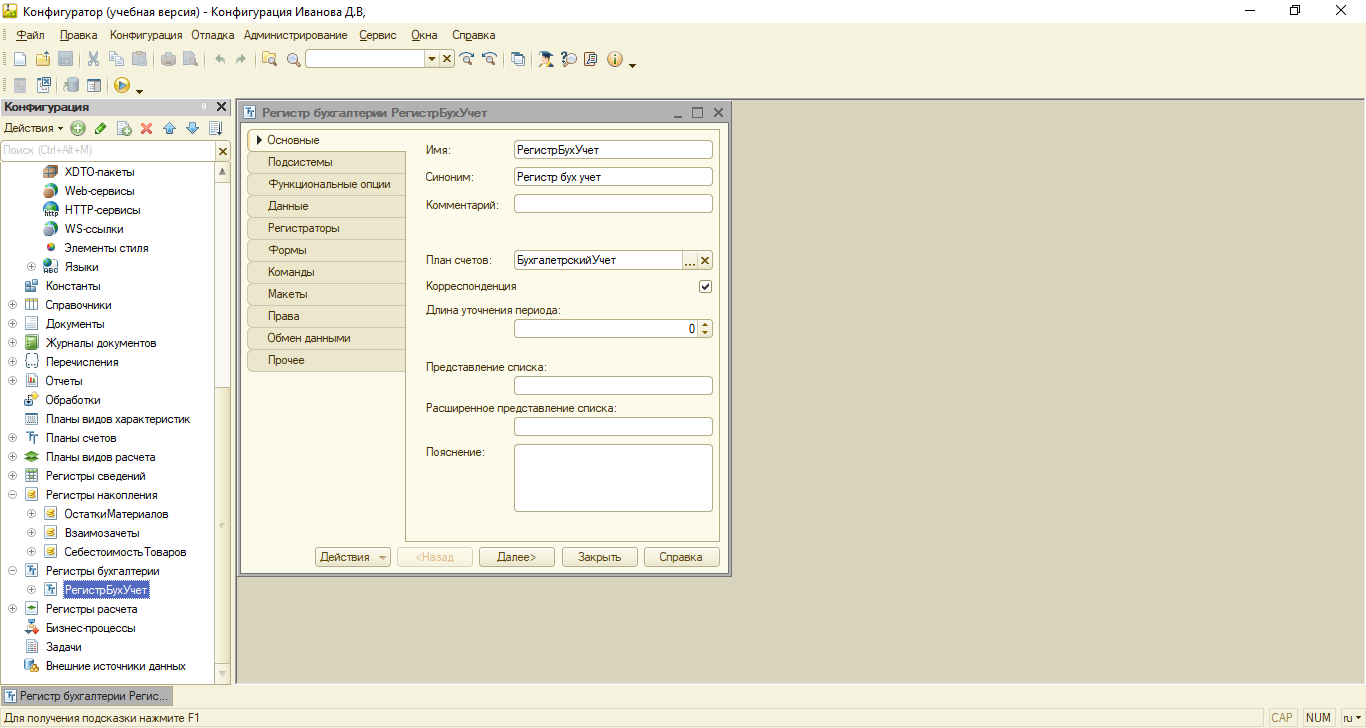 Конфигуратор (учебная версия) - Конфигурация Иванова Д.В,
Файл Правка Конфигурация Отладка Администрирование Сервис Окна Справка
Конфигурация
Действия
Поиск (Ctrl+Alt+M)
XDTO-пакеты
Web-сервисы
HTTP-сервисы
WS-ссылки
Элементы стиля
Языки
Константы
Справочники
Документы
Журналы документов
Перечисления
Отчеты
Обработки
Планы видов характеристик
Планы счетов
Планы видов расчета
Регистры сведений
Регистры накопления
ОстаткиМатериалов
Взаимозачеты
СебестоимостьТоваров
Регистры бухгалтерии
РегистрБухУчет
Регистры расчета
Бизнес-процессы
Задачи
Внешние источники данных
Регистр бухгалтерии РегистрБухУчет
Основные
Подсистемы
Функциональные опции
Данные
Регистраторы
Формы
Команды
Макеты
Права
Обмен данными
Прочее
Имя: РегистрБухУчет
Синоним: Регистр бух учет
Комментарий:
План счетов: БухгалетрскийУчет ...
Корреспонденция
Длина уточнения периода:
0
Представление списка:
Расширенное представление списка:
Пояснение:
Действия <Назад Далее> Закрыть Справка
Регистр бухгалтерии Регис...
Для получения подсказки нажмите F1
CAP NUM ru